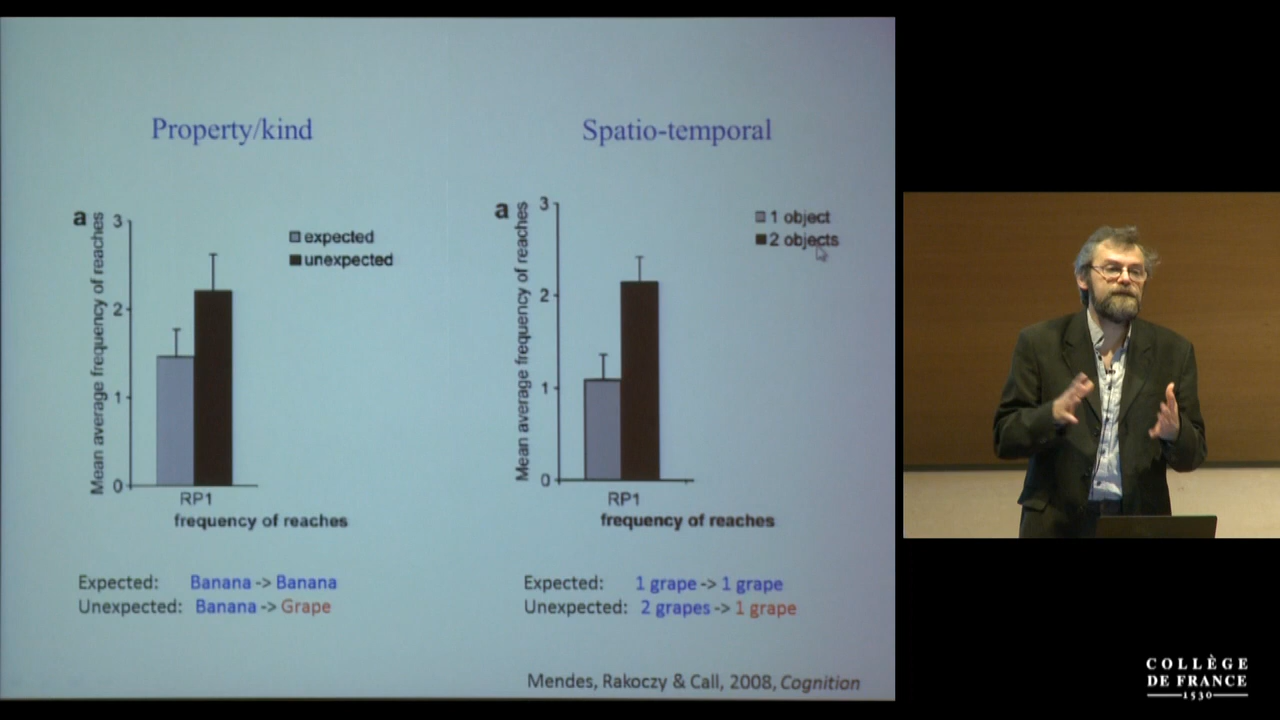 Property/kind
Spatio-temporal
a
Mean average frequency of reaches
3
2
1
0
expected
unexpected
RP1
frequency of reaches
a
Mean average frequency of reaches
3
2
1
0
1 object
2 objects
RP1
frequency of reaches
Expected: Banana -> Banana
Unexpected: Banana -> Grape
Expected: 1 grape -> 1 grape
Unexpected: 2 grapes -> 1 grape
Mendes, Rakoczy & Call, 2008, Cognition
COLLÈGE
DE FRANCE
1530